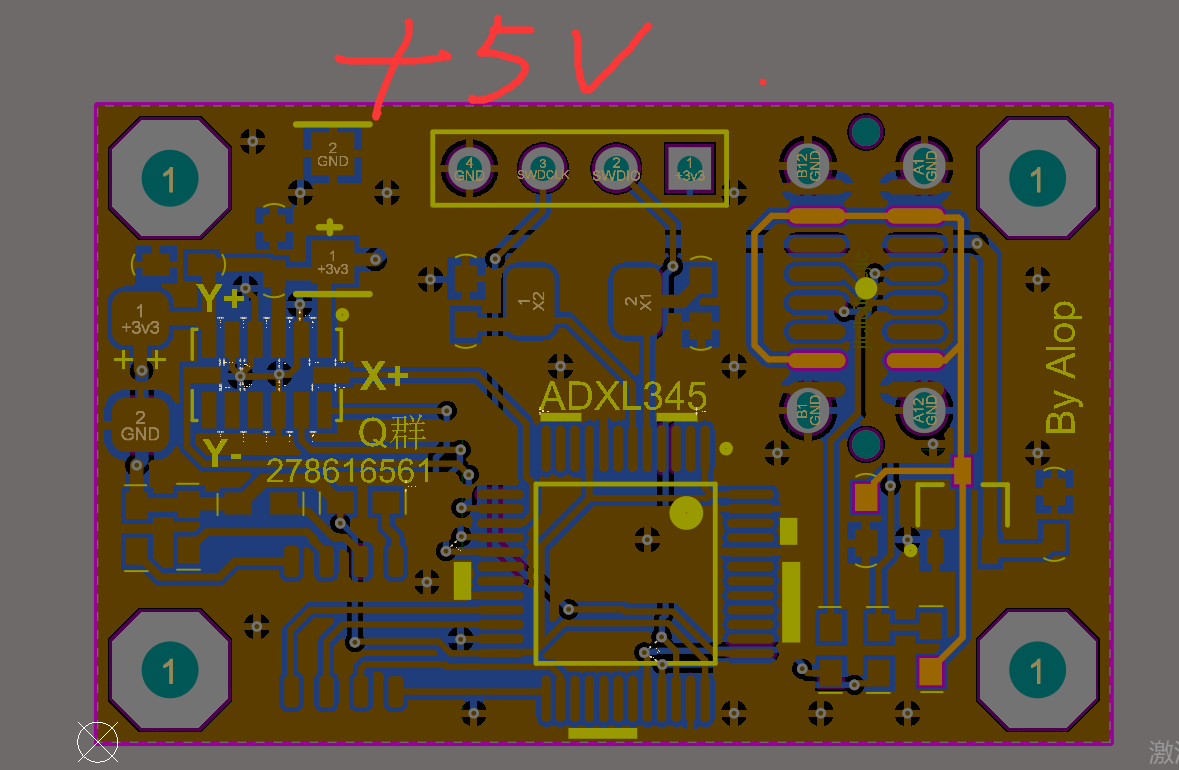 +5V
2
GND
4
GND
3
SWDCLK
2
SWDIO
1
+3v3
B12
GND
A1
GND
1
1
1
+3v3
1
+3v3
Y+
1
X2
2
X1
X+
ADXL345
By Alop
2
GND
Q群
Y-
278616561
B1
GND
A12
GND
1
1
激